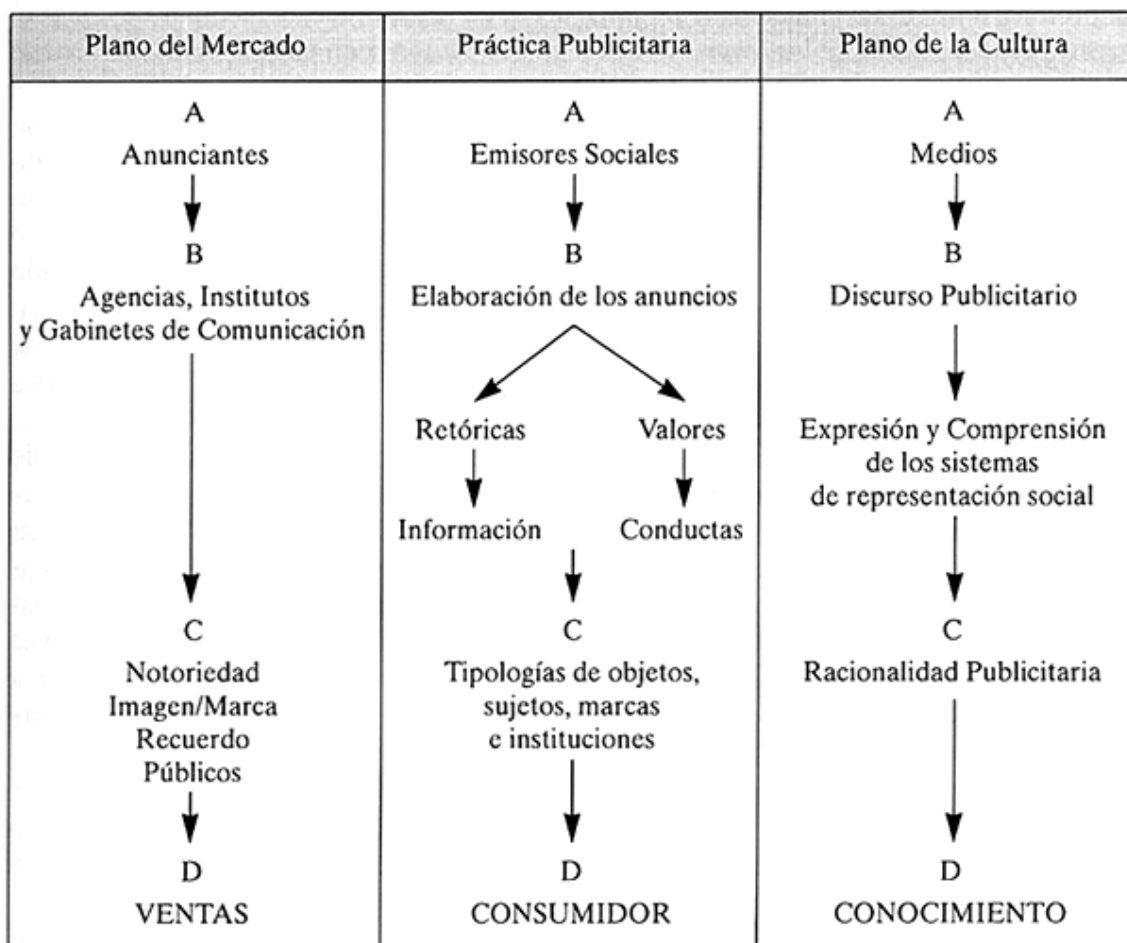 Plano del Mercado
A
Anunciantes
B
Agencias, Institutos
y Gabinetes de Comunicación
C
Notoriedad
Imagen/Marca
Recuerdo
Públicos
D
VENTAS
Práctica Publicitaria
A
Emisores Sociales
B
Elaboración de los anuncios
Retóricas
Valores
Información
Conductas
C
Tipologías de objetos,
sujetos, marcas
e instituciones
D
CONSUMIDOR
Plano de la Cultura
A
Medios
B
Discurso Publicitario
Expresión y Comprensión
de los sistemas
de representación social
C
Racionalidad Publicitaria
D
CONOCIMIENTO